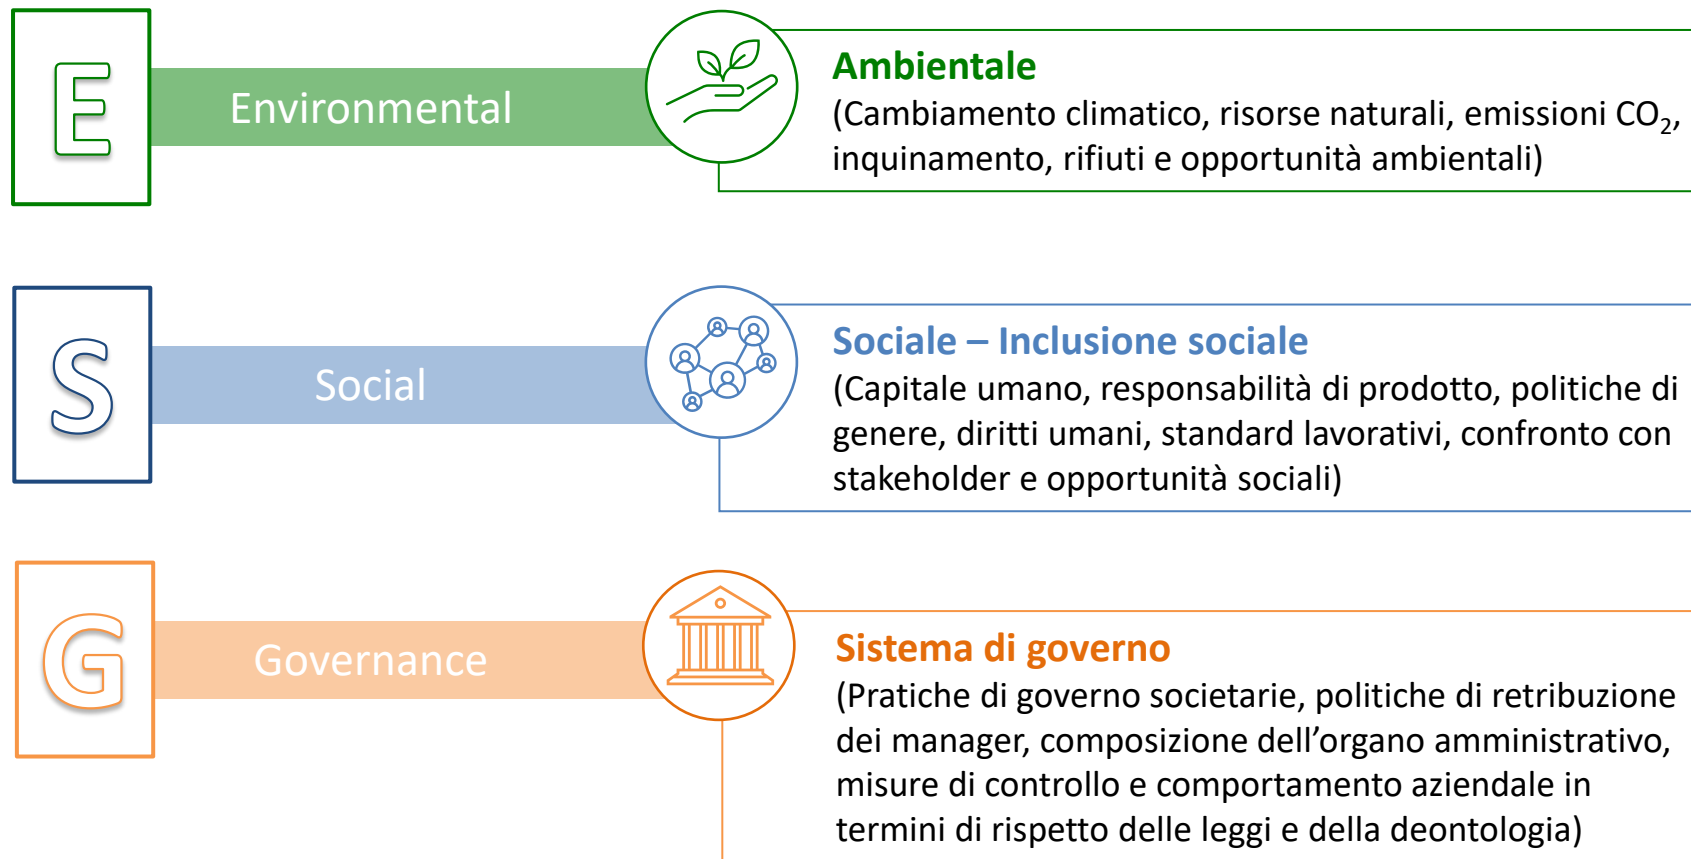 E
Environmental
Ambientale
(Cambiamento climatico, risorse naturali, emissioni CO₂,
inquinamento, rifiuti e opportunità ambientali)
S
Social
Sociale – Inclusione sociale
(Capitale umano, responsabilità di prodotto, politiche di
genere, diritti umani, standard lavorativi, confronto con
stakeholder e opportunità sociali)
G
Governance
Sistema di governo
(Pratiche di governo societarie, politiche di retribuzione
dei manager, composizione dell’organo amministrativo,
misure di controllo e comportamento aziendale in
termini di rispetto delle leggi e della deontologia)